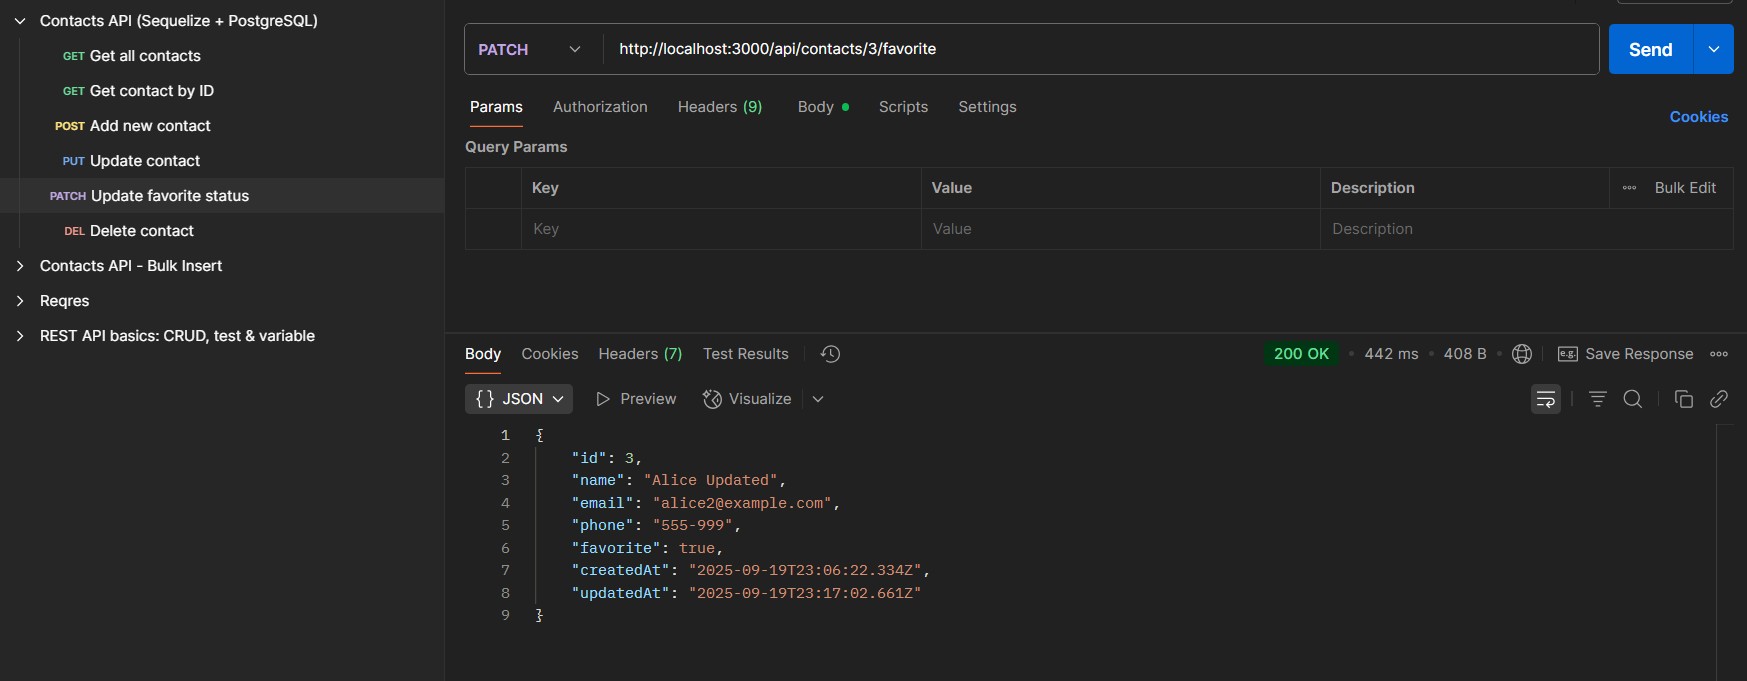 Contacts API (Sequelize + PostgreSQL)
GET Get all contacts
GET Get contact by ID
POST Add new contact
PUT Update contact
PATCH Update favorite status
DEL Delete contact
Contacts API - Bulk Insert
Reqres
REST API basics: CRUD, test & variable
PATCH http://localhost:3000/api/contacts/3/favorite Send
Params Authorization Headers (9) Body Scripts Settings
Cookies
Query Params
Key Value Description Bulk Edit
Key Value Description
Body Cookies Headers (7) Test Results 200 OK 442 ms 408 B e.g. Save Response
{} JSON Preview Visualize
1 {
2 "id": 3,
3 "name": "Alice Updated",
4 "email": "alice2@example.com",
5 "phone": "555-999",
6 "favorite": true,
7 "createdAt": "2025-09-19T23:06:22.334Z",
8 "updatedAt": "2025-09-19T23:17:02.661Z"
9 }